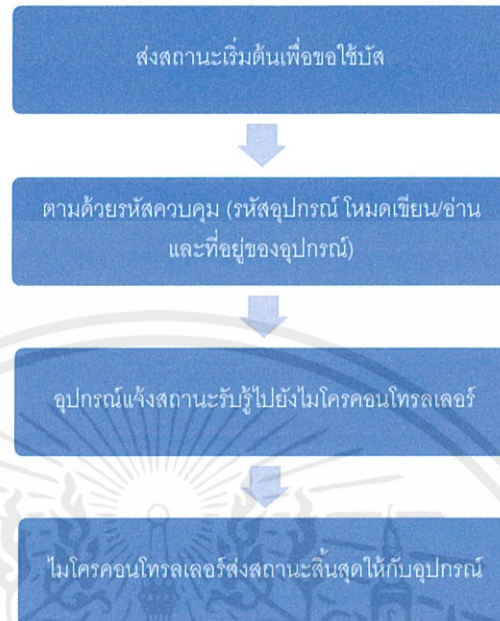 ส่งสถานะเริ่มต้นเพื่อขอใช้บัส
ตามด้วยรหัสควบคุม (รหัสอุปกรณ์ โหมดเขียน/อ่าน
และที่อยู่ของอุปกรณ์)
อุปกรณ์แจ้งสถานะรับรู้ไปยังไมโครคอนโทรลเลอร์
ไมโครคอนโทรลเลอร์ส่งสถานะสิ้นสุดให้กับอุปกรณ์